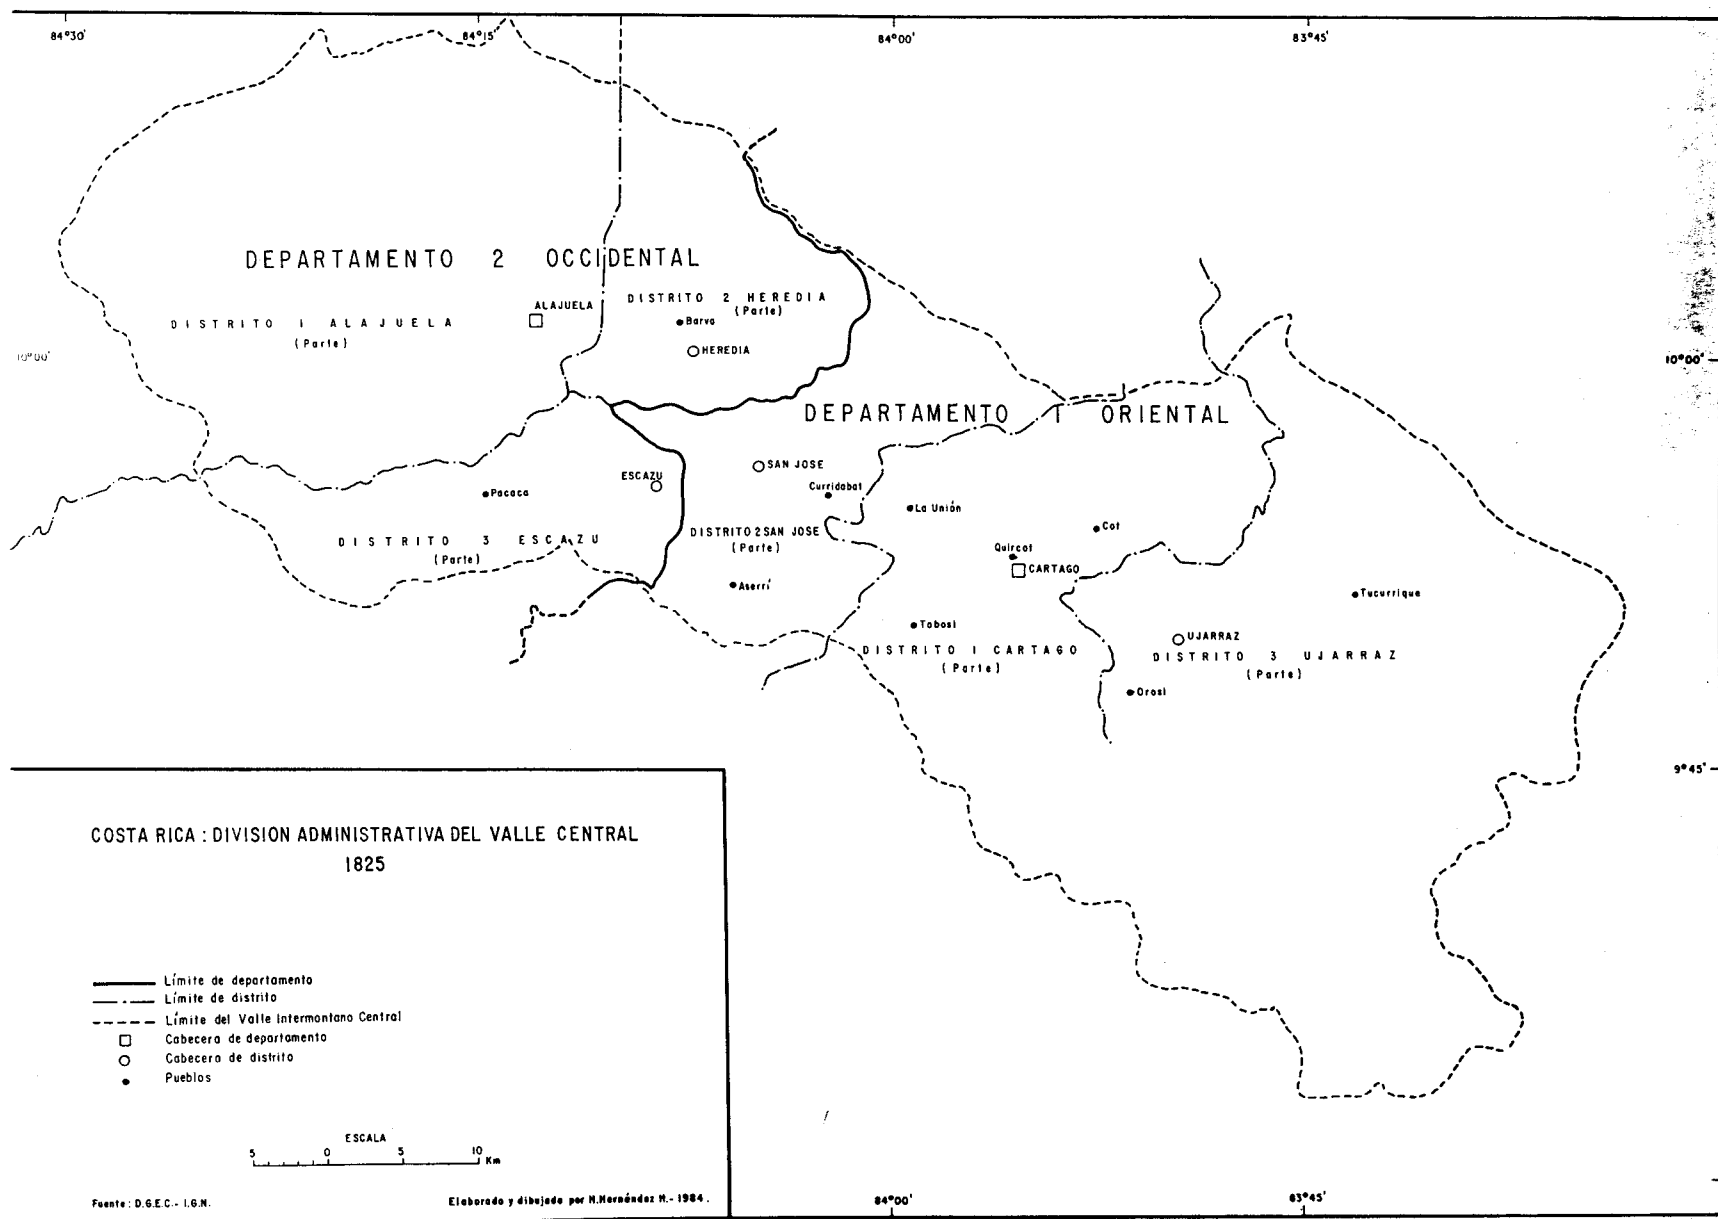 84°30'
84°15'
84°00'
83°45'
DEPARTAMENTO 2 OCCIDENTAL
DISTRITO 2 HEREDIA
(Parte)
ALAJUELA
DISTRITO 1 ALAJUELA
(Parte)
Barva
HEREDIA
10°00'
10°00'
DEPARTAMENTO 1 ORIENTAL
SAN JOSE
ESCAZU
Curridabat
Pacaca
La Unión
DISTRITO 2 SAN JOSE
(Parte)
Cot
DISTRITO 3 ESCAZU
(Parte)
Quircot
CARTAGO
Aserrí
Tucurrique
Tobosi
UJARRAZ
DISTRITO 1 CARTAGO
(Parte)
DISTRITO 3 UJARRAZ
(Parte)
Orosi
9°45'
COSTA RICA : DIVISION ADMINISTRATIVA DEL VALLE CENTRAL
1825
Límite de departamento
Límite de distrito
Límite del Valle Intermontano Central
Cabecera de departamento
Cabecera de distrito
Pueblos
ESCALA
5 0 5 10
Km
Fuente : D.G.E.C.- I.G.N.
Elaborado y dibujado por M.Hernández H.- 1984.
84°00'
83°45'